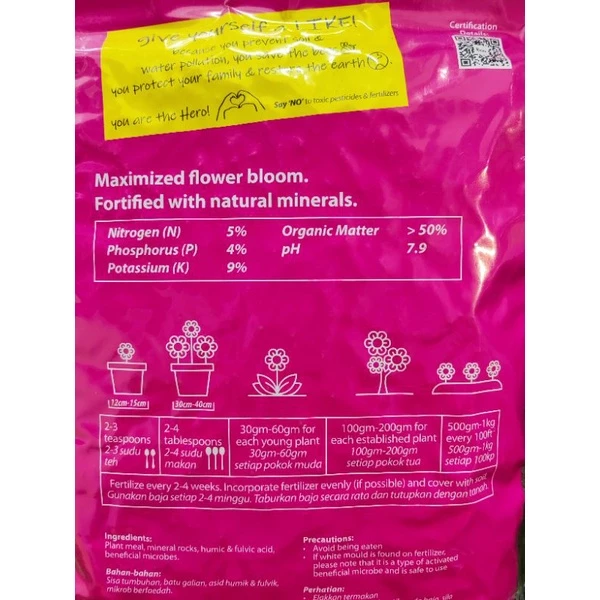 give yourself a LIKE!
because you prevent soil &
water pollution, you save the bees
you protect your family & restore the earth
you are the Hero!
Say 'NO' to toxic pesticides & fertilizers
Certification
Details:
Maximized flower bloom.
Fortified with natural minerals.
Nitrogen (N) 5% Organic Matter > 50%
Phosphorus (P) 4% pH 7.9
Potassium (K) 9%
12cm-15cm 30cm-40cm
2-3 teaspoons
2-3 sudu teh
2-4 tablespoons
2-4 sudu makan
30gm-60gm for each young plant
30gm-60gm setiap pokok muda
100gm-200gm for each established plant
100gm-200gm setiap pokok tua
500gm-1kg every 100ft
500gm-1kg setiap 100kp
Fertilize every 2-4 weeks. Incorporate fertilizer evenly (if possible) and cover with soil.
Gunakan baja setiap 2-4 minggu. Taburkan baja secara rata dan tutupkan dengan tanah.
Ingredients:
Plant meal, mineral rocks, humic & fulvic acid,
beneficial microbes.
Bahan-bahan:
Sisa tumbuhan, batu galian, asid humik & fulvik,
mikrob berfaedah.
Precautions:
• Avoid being eaten
• If white mould is found on fertilizer,
please note that it is a type of activated
beneficial microbe and is safe to use
Perhatian:
• Elakkan termakan